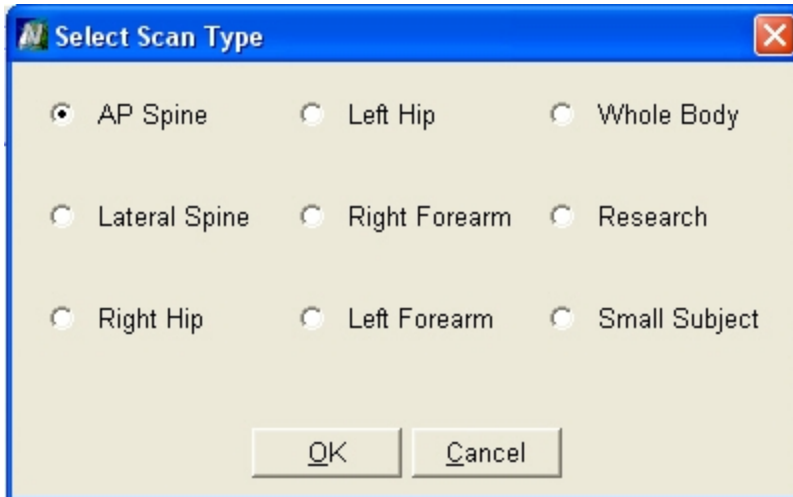 Select Scan Type
AP Spine Left Hip Whole Body
Lateral Spine Right Forearm Research
Right Hip Left Forearm Small Subject
OK Cancel